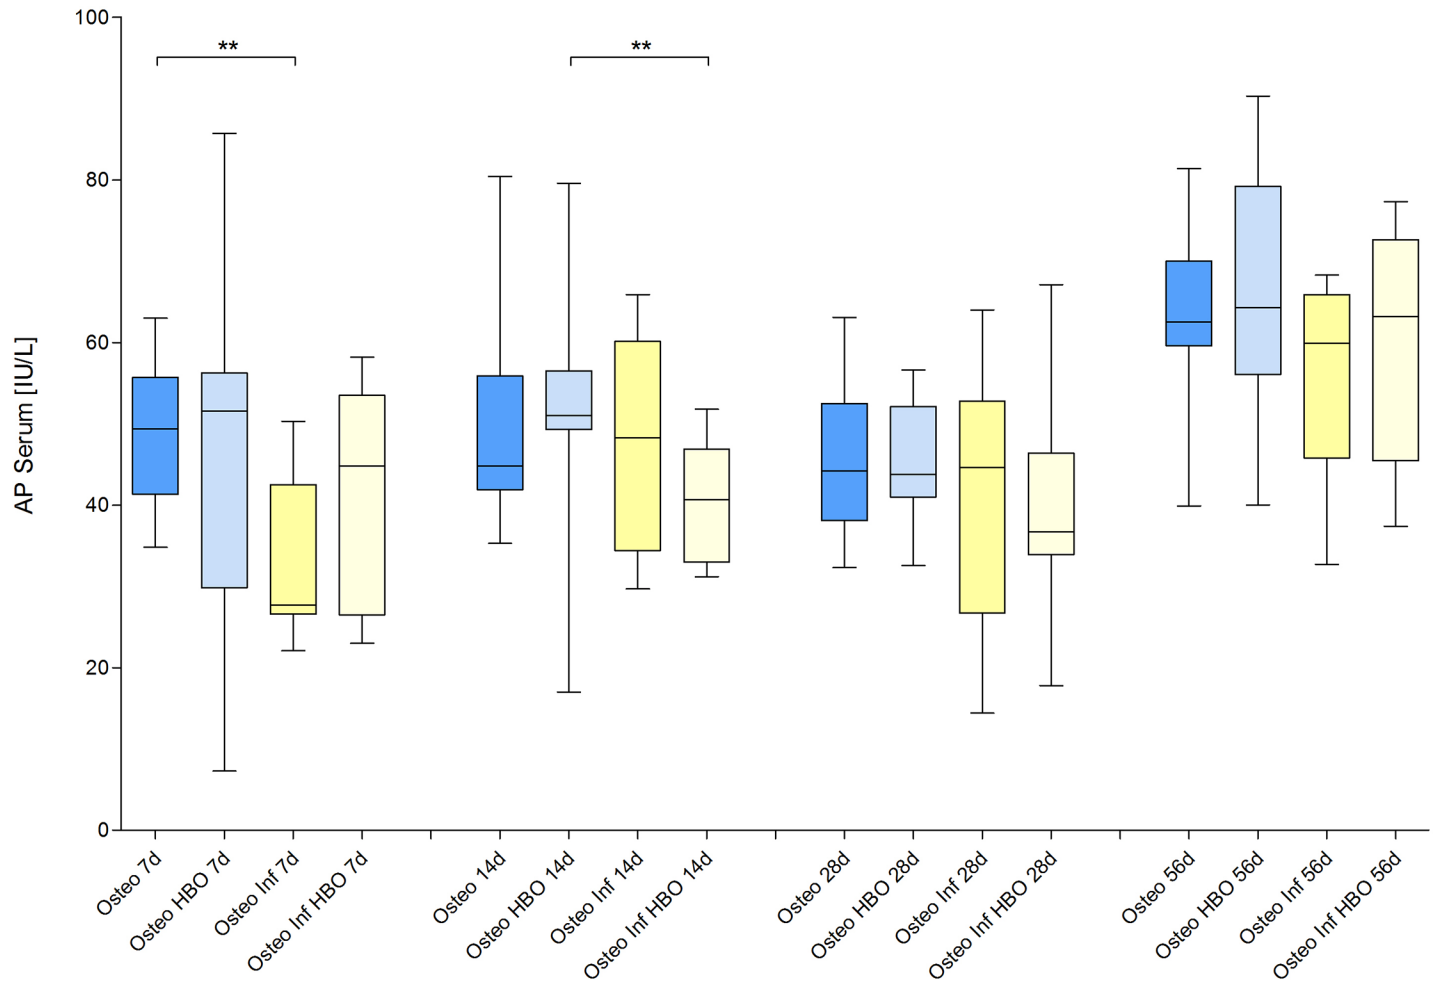 100
**
**
80
60
40
20
0
AP Serum [IU/L]
Osteo 7d
Osteo HBO 7d
Osteo Inf 7d
Osteo Inf HBO 7d
Osteo 14d
Osteo HBO 14d
Osteo Inf 14d
Osteo Inf HBO 14d
Osteo 28d
Osteo HBO 28d
Osteo Inf 28d
Osteo Inf HBO 28d
Osteo 56d
Osteo HBO 56d
Osteo Inf 56d
Osteo Inf HBO 56d